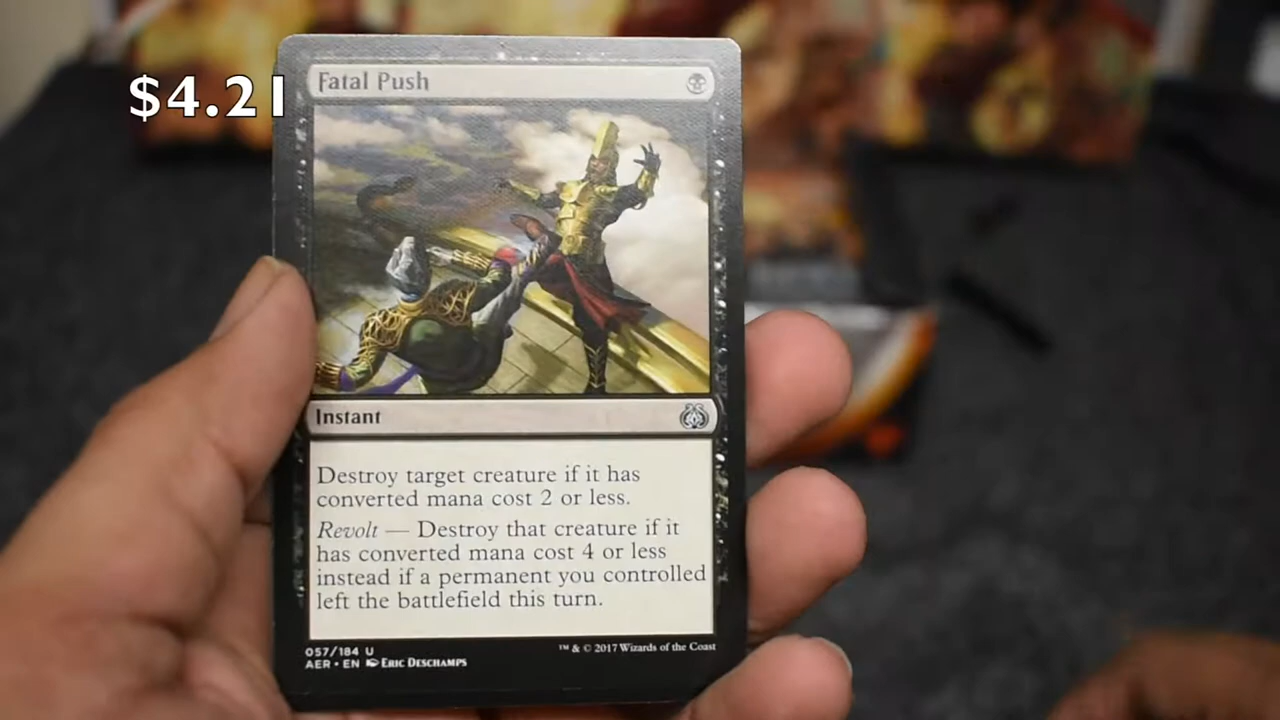 $4.21
Fatal Push
Instant
Destroy target creature if it has
converted mana cost 2 or less.
Revolt — Destroy that creature if it
has converted mana cost 4 or less
instead if a permanent you controlled
left the battlefield this turn.
057/184 U
AER • EN Eric Deschamps
™ & © 2017 Wizards of the Coast